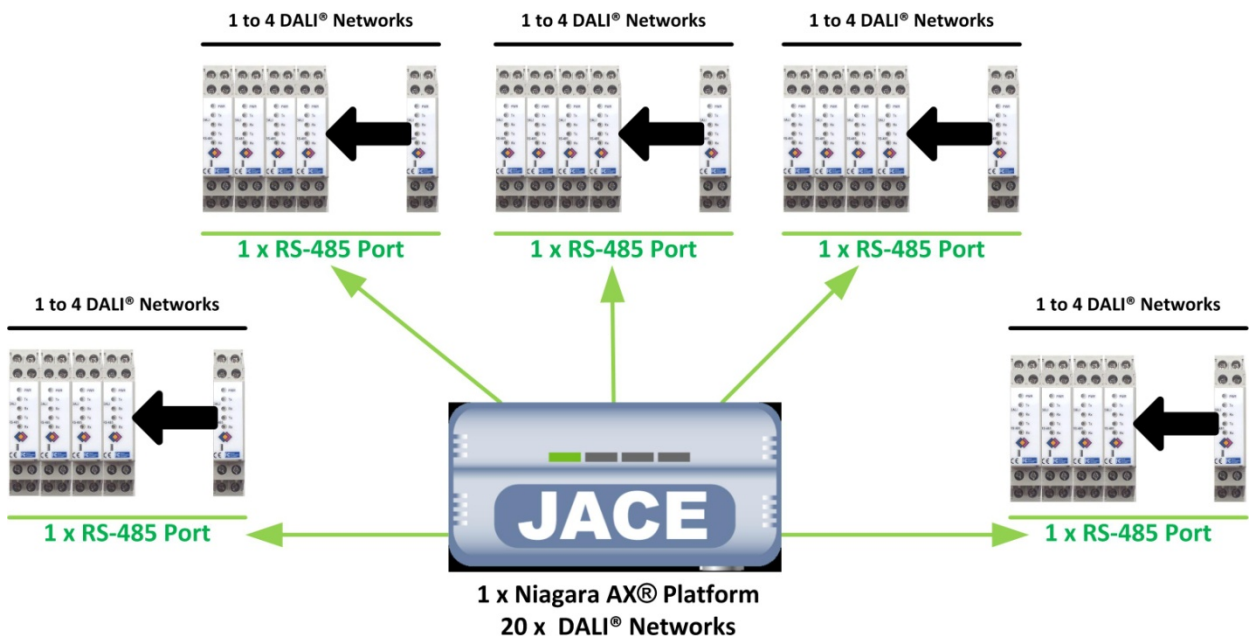 1 to 4 DALI® Networks
1 to 4 DALI® Networks
1 to 4 DALI® Networks
1 x RS-485 Port
1 x RS-485 Port
1 x RS-485 Port
1 to 4 DALI® Networks
1 to 4 DALI® Networks
1 x RS-485 Port
JACE
1 x RS-485 Port
1 x Niagara AX® Platform
20 x DALI® Networks